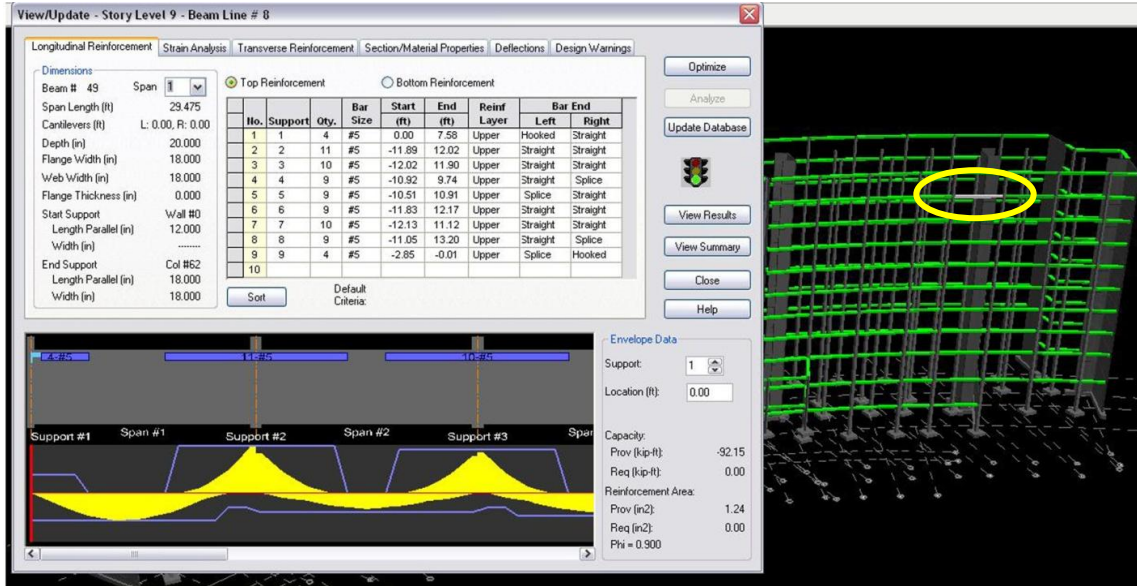 View/Update - Story Level 9 - Beam Line # 8
Longitudinal Reinforcement Strain Analysis Transverse Reinforcement Section/Material Properties Deflections Design Warnings
Dimensions
Beam # 49 Span 1
Span Length (ft) 29.475
Cantilevers (ft) L: 0.00, R: 0.00
Depth (in) 20.000
Flange Width (in) 18.000
Web Width (in) 18.000
Flange Thickness (in) 0.000
Start Support Wall #0
Length Parallel (in) 12.000
Width (in) --------
End Support Col #62
Length Parallel (in) 18.000
Width (in) 18.000
Top Reinforcement Bottom Reinforcement
No. Support Qty. Bar Size Start (ft) End (ft) Reinf Layer Bar End Left Right
1 1 4 #5 0.00 7.58 Upper Hooked Straight
2 2 11 #5 -11.89 12.02 Upper Straight Straight
3 3 10 #5 -12.02 11.90 Upper Straight Straight
4 4 9 #5 -10.92 9.74 Upper Straight Splice
5 5 9 #5 -10.51 10.91 Upper Splice Straight
6 6 9 #5 -11.83 12.17 Upper Straight Straight
7 7 10 #5 -12.13 11.12 Upper Straight Straight
8 8 9 #5 -11.05 13.20 Upper Straight Splice
9 9 4 #5 -2.85 -0.01 Upper Splice Hooked
10
Sort
Default
Criteria:
Optimize
Analyze
Update Database
View Results
View Summary
Close
Help
4-#5 11-#5 10-#5
Support #1 Span #1 Support #2 Span #2 Support #3 Span
Envelope Data
Support: 1
Location (ft): 0.00
Capacity:
Prov (kip-ft): -92.15
Req (kip-ft): 0.00
Reinforcement Area:
Prov (in2): 1.24
Req (in2): 0.00
Phi = 0.900